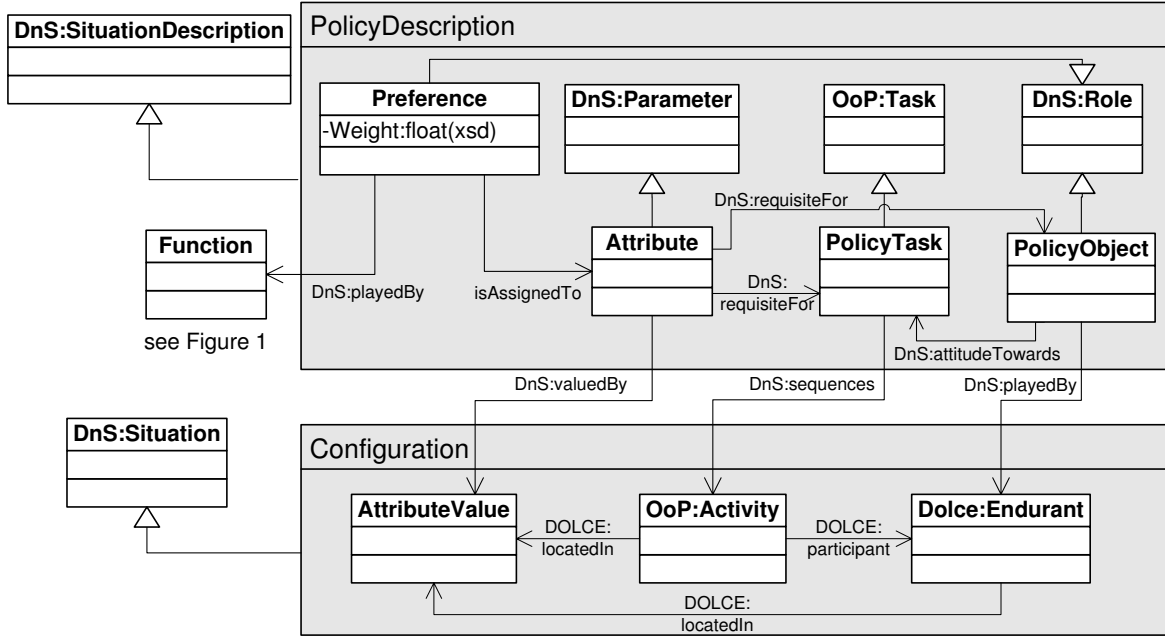 DnS:SituationDescription
PolicyDescription
Preference
-Weight:float(xsd)
DnS:Parameter
OoP:Task
DnS:Role
DnS:requisiteFor
Function
Attribute
PolicyTask
PolicyObject
DnS:playedBy
isAssignedTo
DnS:
requisiteFor
see Figure 1
DnS:attitudeTowards
DnS:valuedBy
DnS:sequences
DnS:playedBy
DnS:Situation
Configuration
AttributeValue
OoP:Activity
Dolce:Endurant
DOLCE:
locatedIn
DOLCE:
participant
DOLCE:
locatedIn